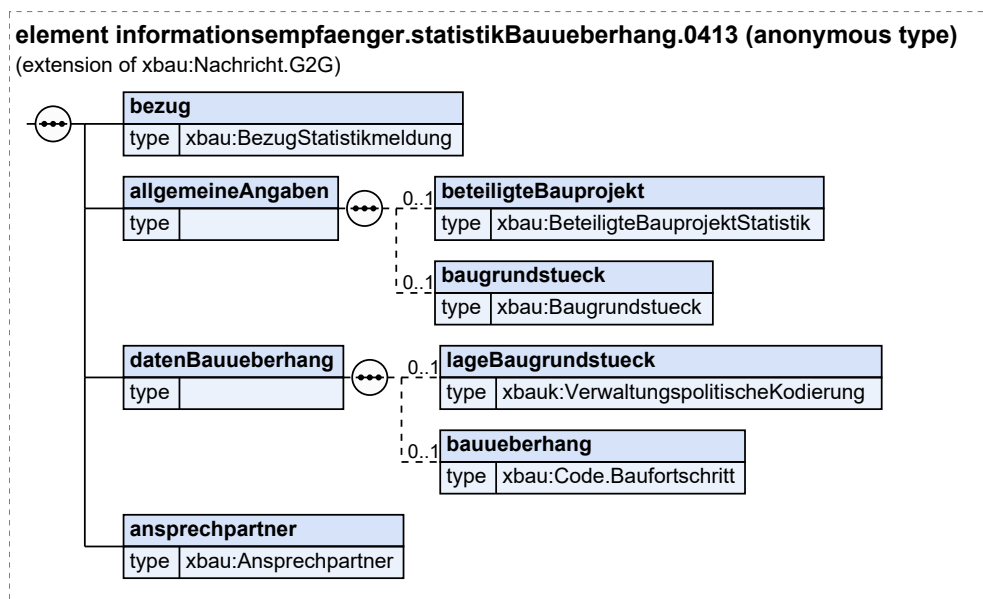 element informationsempfaenger.statistikBauueberhang.0413 (anonymous type)
(extension of xbau:Nachricht.G2G)
bezug
type xbau:BezugStatistikmeldung
allgemeineAngaben
type
0..1
beteiligteBauprojekt
type xbau:BeteiligteBauprojektStatistik
0..1
baugrundstueck
type xbau:Baugrundstueck
datenBauueberhang
type
0..1
lageBaugrundstueck
type xbauk:VerwaltungspolitischeKodierung
0..1
bauueberhang
type xbau:Code.Baufortschritt
ansprechpartner
type xbau:Ansprechpartner